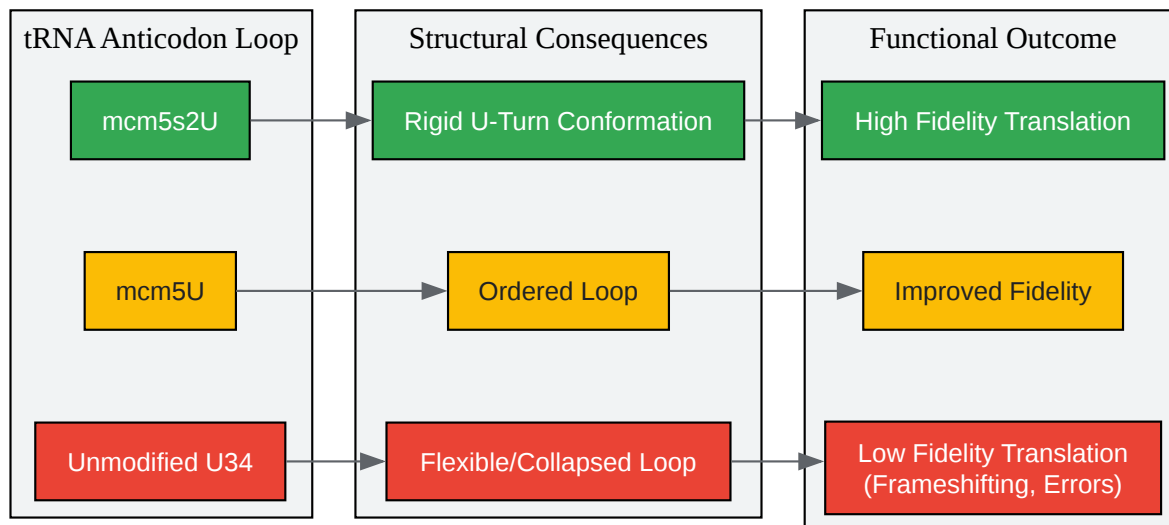 tRNA Anticodon Loop
Structural Consequences
Functional Outcome
mcm5s2U
Rigid U-Turn Conformation
High Fidelity Translation
mcm5U
Ordered Loop
Improved Fidelity
Unmodified U34
Flexible/Collapsed Loop
Low Fidelity Translation
(Frameshifting, Errors)